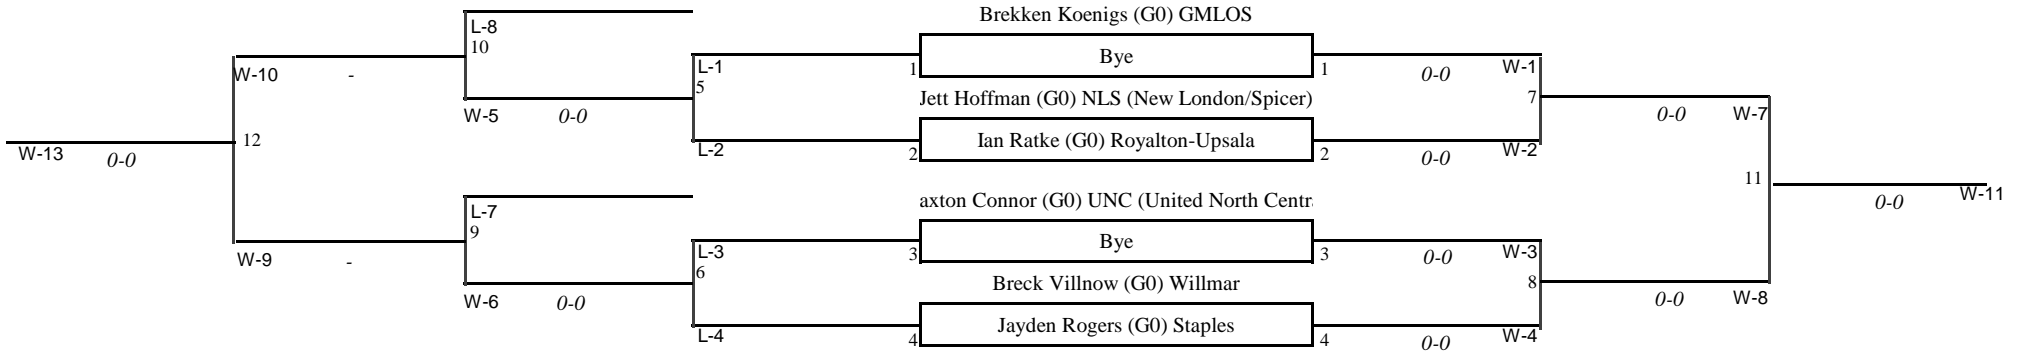 Brekken Koenigs (G0) GMLOS
L-8
10
Bye
W-10
-
L-1
1
1
0-0
W-1
5
7
Jett Hoffman (G0) NLS (New London/Spicer)
W-5
0-0
0-0
W-7
12
Ian Ratke (G0) Royalton-Upsala
W-13
0-0
L-2
2
2
0-0
W-2
11
axton Connor (G0) UNC (United North Centr
0-0
W-11
L-7
9
Bye
W-9
-
L-3
3
3
0-0
W-3
6
8
Breck Villnow (G0) Willmar
W-6
0-0
0-0
W-8
Jayden Rogers (G0) Staples
L-4
4
4
0-0
W-4